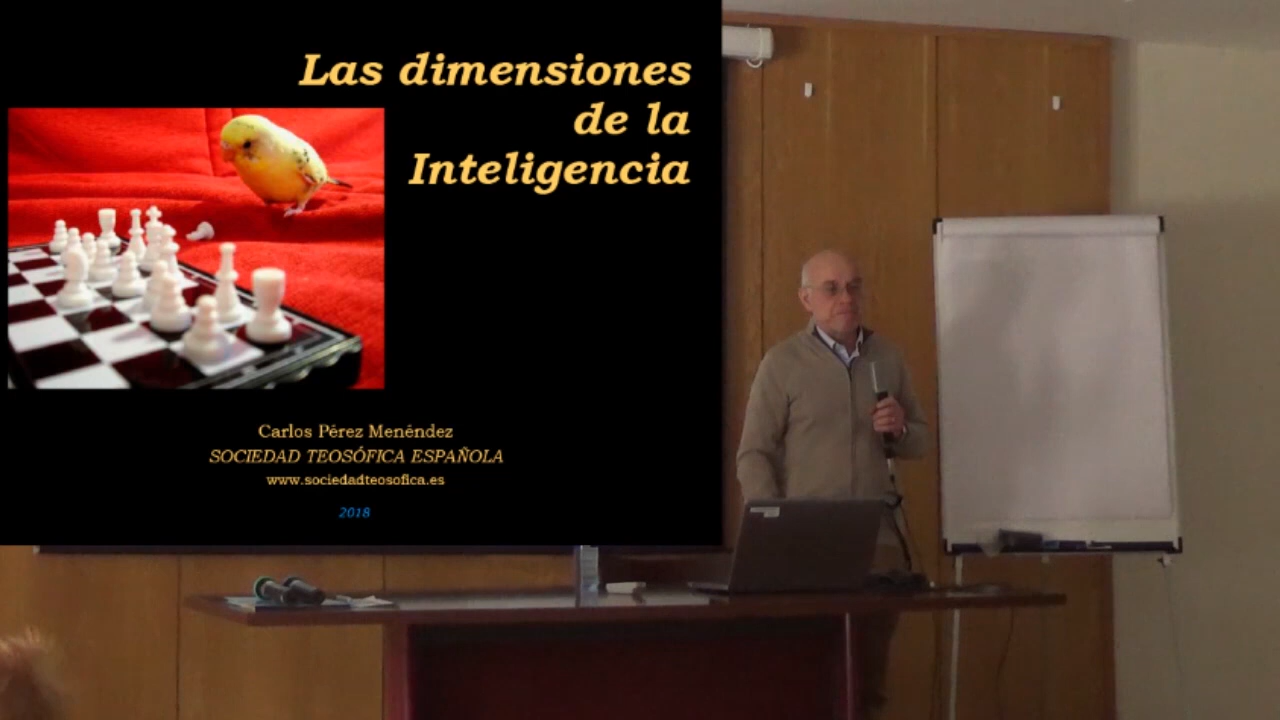 Las dimensiones
de la
Inteligencia
Carlos Pérez Menéndez
SOCIEDAD TEOSÓFICA ESPAÑOLA
www.sociedadteosofica.es
2018